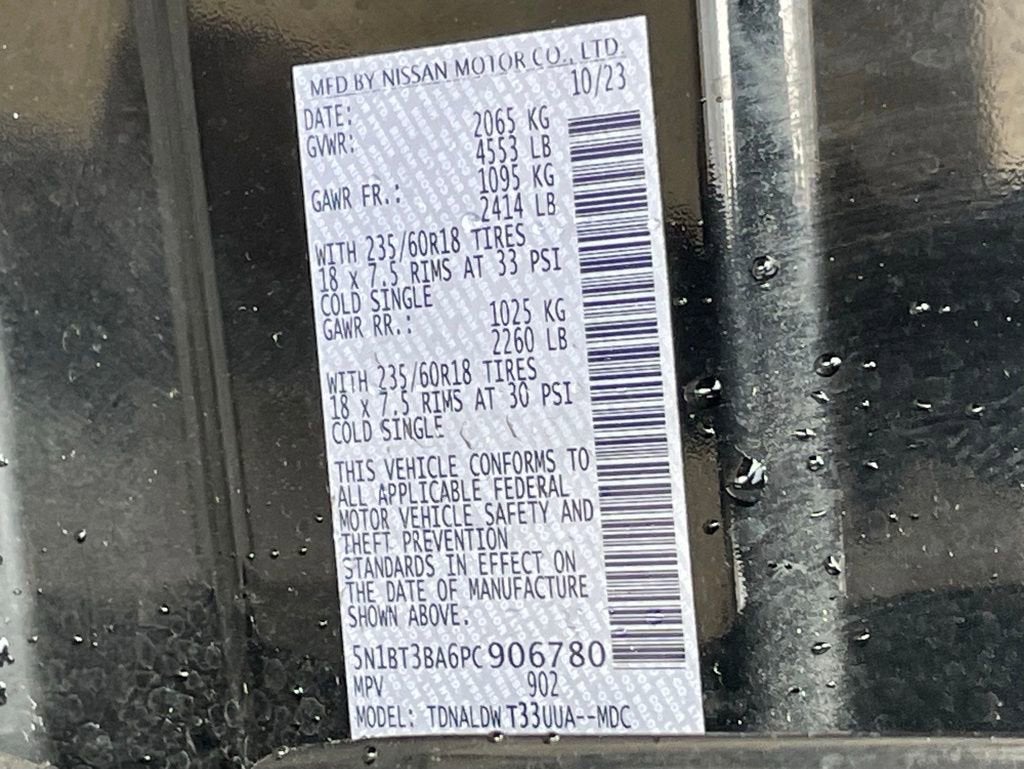 MFD BY NISSAN MOTOR CO., LTD.
DATE: 10/23
GVWR: 2065 KG
4553 LB
GAWR FR.: 1095 KG
2414 LB
WITH 235/60R18 TIRES
18 x 7.5 RIMS AT 33 PSI
COLD SINGLE
GAWR RR.: 1025 KG
2260 LB
WITH 235/60R18 TIRES
18 x 7.5 RIMS AT 30 PSI
COLD SINGLE
THIS VEHICLE CONFORMS TO
ALL APPLICABLE FEDERAL
MOTOR VEHICLE SAFETY AND
THEFT PREVENTION
STANDARDS IN EFFECT ON
THE DATE OF MANUFACTURE
SHOWN ABOVE.
5N1BT3BA6PC906780
MPV 902
MODEL: TDNALDWT33UUA--MDC